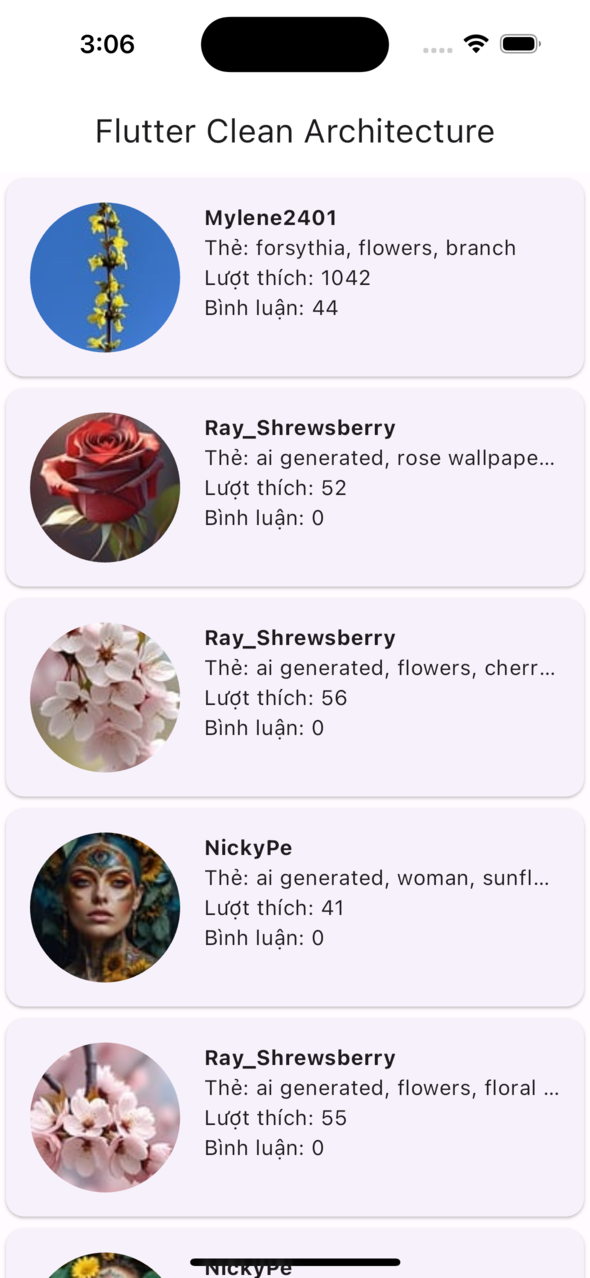 3:06
Flutter Clean Architecture
Mylene2401
Thẻ: forsythia, flowers, branch
Lượt thích: 1042
Bình luận: 44
Ray_Shrewsberry
Thẻ: ai generated, rose wallpape...
Lượt thích: 52
Bình luận: 0
Ray_Shrewsberry
Thẻ: ai generated, flowers, cherr...
Lượt thích: 56
Bình luận: 0
NickyPe
Thẻ: ai generated, woman, sunfl...
Lượt thích: 41
Bình luận: 0
Ray_Shrewsberry
Thẻ: ai generated, flowers, floral ...
Lượt thích: 55
Bình luận: 0
NickyPe